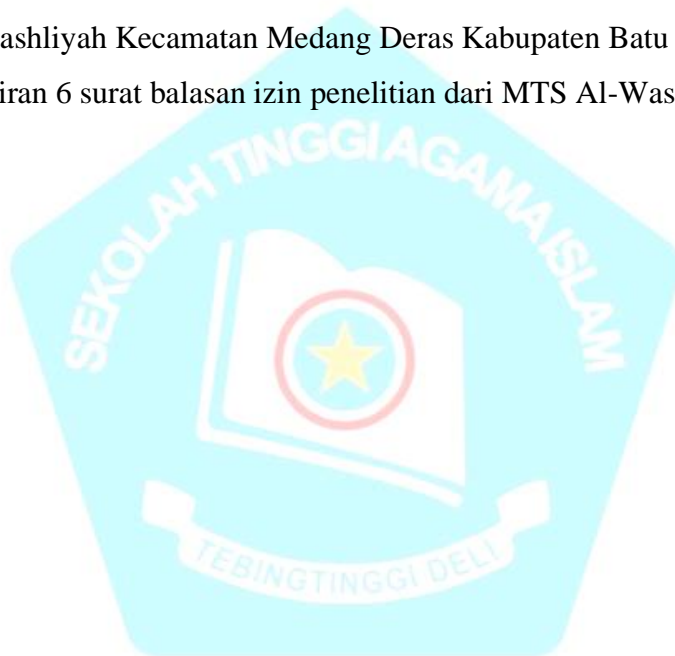 ashliyah Kecamatan Medang Deras Kabupaten Batu
iran 6 surat balasan izin penelitian dari MTS Al-Was
SEKOLAH TINGGI AGAMA ISLAM
TEBINGTINGGI DELI